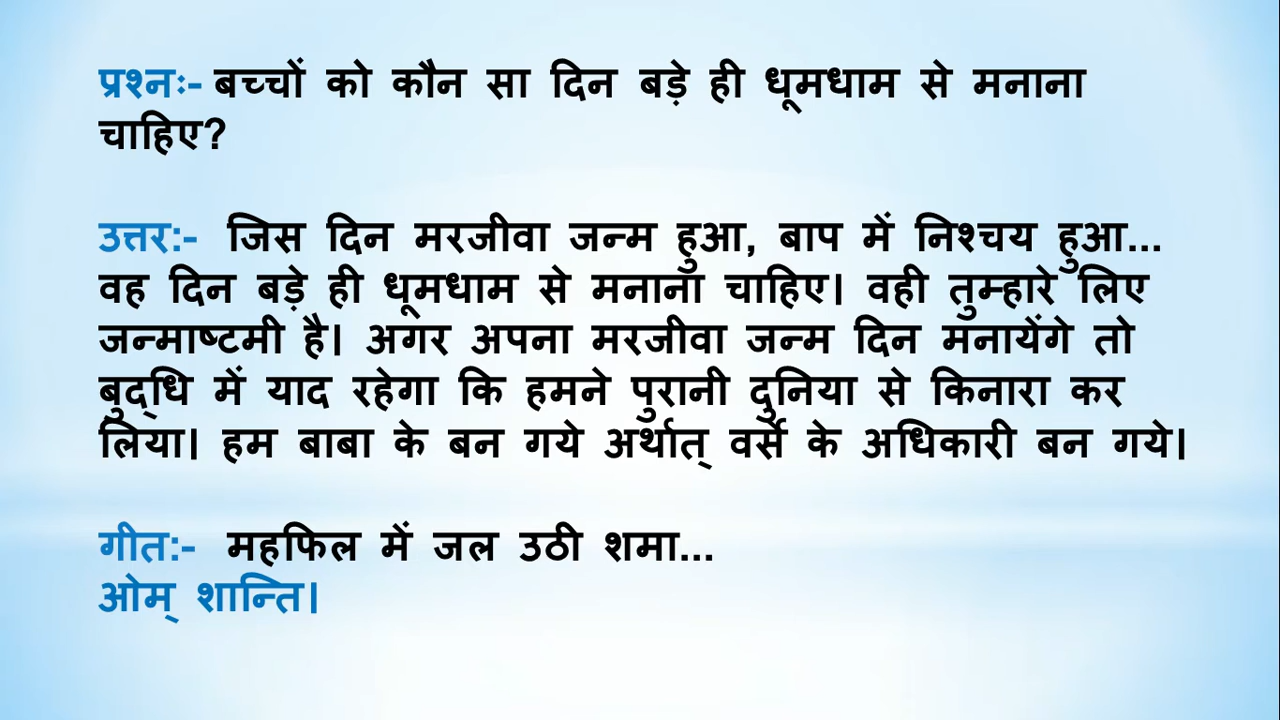 प्रश्नः- बच्चों को कौन सा दिन बड़े ही धूमधाम से मनाना
चाहिए?
उत्तर:- जिस दिन मरजीवा जन्म हुआ, बाप में निश्चय हुआ...
वह दिन बड़े ही धूमधाम से मनाना चाहिए। वही तुम्हारे लिए
जन्माष्टमी है। अगर अपना मरजीवा जन्म दिन मनायेंगे तो
बुद्धि में याद रहेगा कि हमने पुरानी दुनिया से किनारा कर
लिया। हम बाबा के बन गये अर्थात् वर्से के अधिकारी बन गये।
गीत:- महफिल में जल उठी शमा...
ओम् शान्ति।